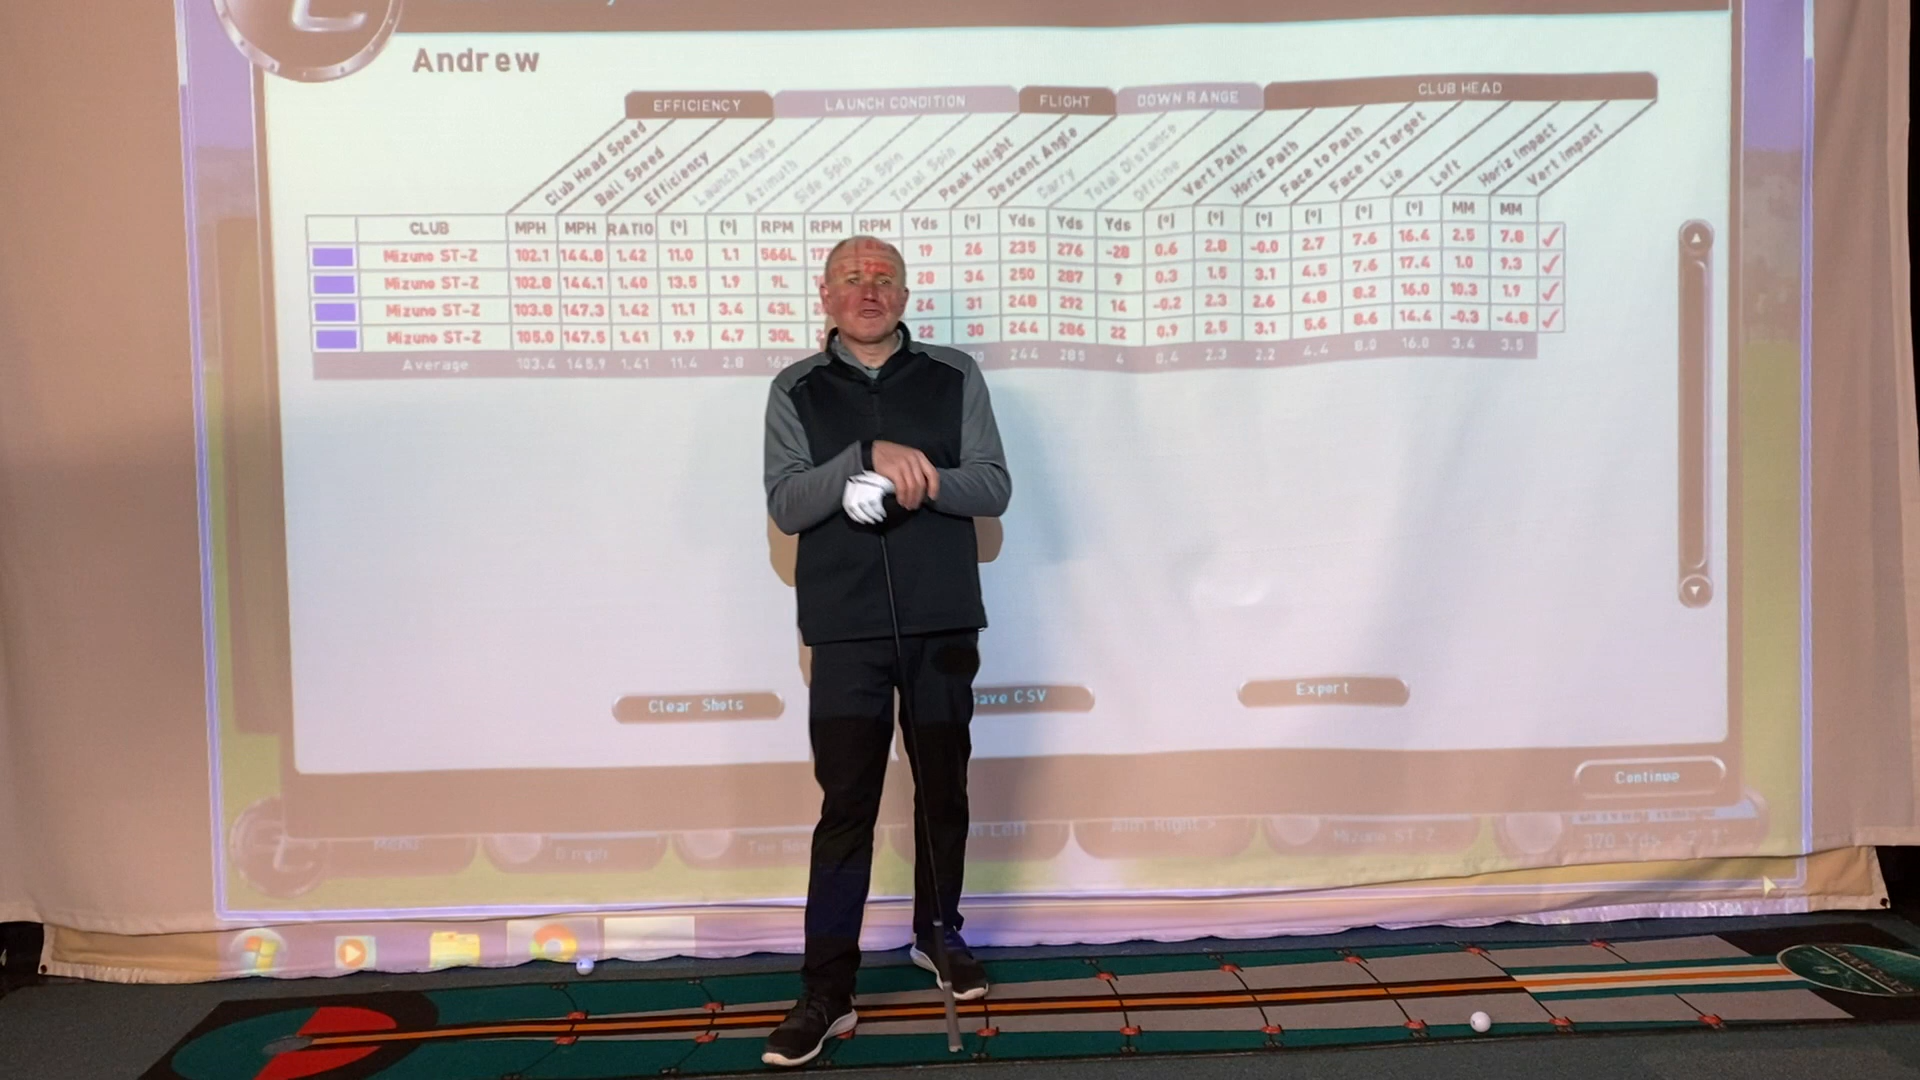 Andrew
EFFICIENCY LAUNCH CONDITION FLIGHT DOWN RANGE CLUB HEAD
Club Head Speed Ball Speed Efficiency Launch Angle Azimuth Side Spin Back Spin Total Spin Peak Height Descent Angle Carry Total Distance Offline Vert Path Horiz Path Face to Path Face to Target Lie Loft Horiz Impact Vert Impact
CLUB MPH MPH RATIO (°) (°) RPM RPM RPM Yds (°) Yds Yds Yds (°) (°) (°) (°) (°) (°) MM MM
Mizuno ST-Z 102.1 144.8 1.42 11.0 1.1 566L 19 26 235 276 -28 0.6 2.8 -0.0 2.7 7.6 16.4 2.5 7.8
Mizuno ST-Z 102.8 144.1 1.40 13.5 1.9 9L 28 34 250 287 9 0.3 1.5 3.1 4.5 7.6 17.4 1.0 9.3
Mizuno ST-Z 103.8 147.3 1.42 11.1 3.4 43L 24 31 248 292 14 -0.2 2.3 2.6 4.8 8.2 16.0 10.3 1.9
Mizuno ST-Z 105.0 147.5 1.41 9.9 4.7 30L 22 30 244 286 22 0.9 2.5 3.1 5.6 8.6 14.4 -0.3 -4.8
Average 103.4 145.9 1.41 11.4 2.8 244 285 4 0.4 2.3 2.2 4.4 8.0 16.0 3.4 3.5
Clear Shots Save CSV Export
Continue
Menu
Left
Aim Right >
Mizuno ST-Z
370 Yds